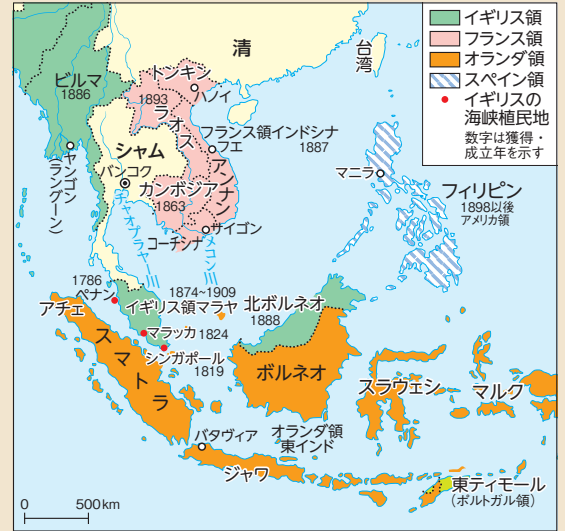 イギリス領
フランス領
オランダ領
スペイン領
イギリスの
海峡植民地
数字は獲得・
成立年を示す
清
台湾
ビルマ
1886
トンキン
ハノイ
1893
ラオス
ヤンゴン
(ラングーン)
シャム
バンコク
フランス領インドシナ
1887
フエ
アンナン
カンボジア
1863
サイゴン
コーチシナ
チャオプラヤ=川
メコン=川
マニラ
フィリピン
1898以後
アメリカ領
1786
ペナン
1874~1909
イギリス領マラヤ
北ボルネオ
1888
アチェ
マラッカ 1824
シンガポール
1819
スマトラ
ボルネオ
スラウェシ
マルク
バタヴィア
オランダ領
東インド
ジャワ
東ティモール
(ポルトガル領)
0 500km